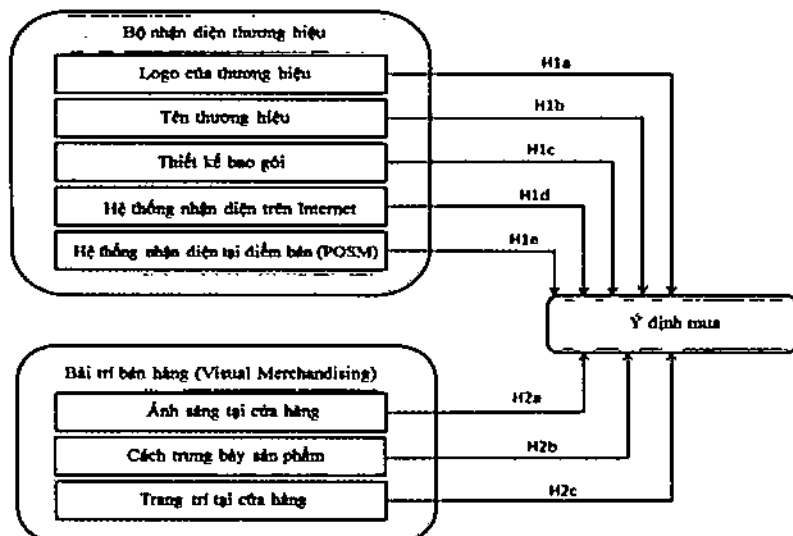 Bộ nhận diện thương hiệu
Logo của thương hiệu
H1a
Tên thương hiệu
H1b
Thiết kế bao gói
H1c
Hệ thống nhận diện trên Internet
H1d
Hệ thống nhận diện tại điểm bán (POSM)
H1e
Ý định mua
Bài trí bán hàng (Visual Merchandising)
Ánh sáng tại cửa hàng
H2a
Cách trưng bày sản phẩm
H2b
Trang trí tại cửa hàng
H2c